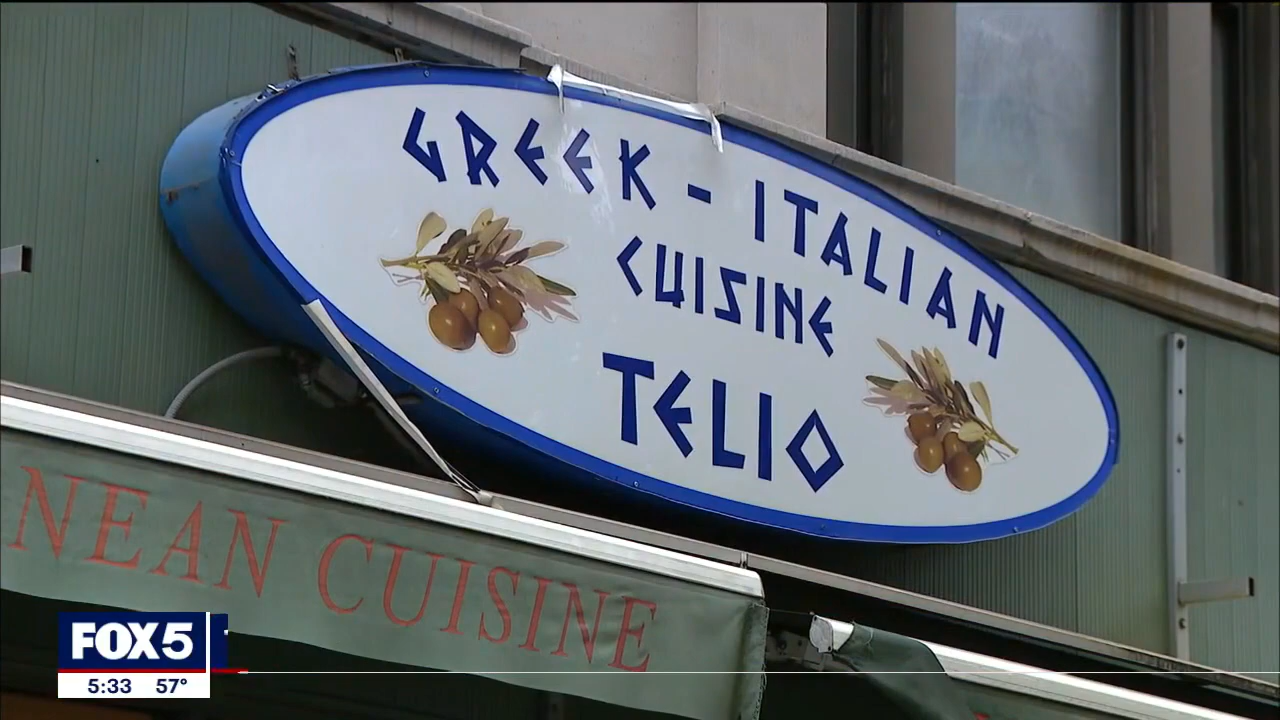 GREEK - ITALIAN
CUISINE
TELIO
NEAN CUISINE
FOX 5
5:33 57°